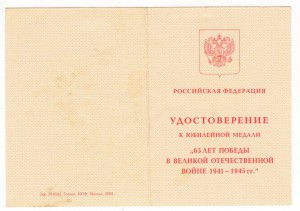 РОССИЙСКАЯ ФЕДЕРАЦИЯ
УДОСТОВЕРЕНИЕ
К ЮБИЛЕЙНОЙ МЕДАЛИ
„65 ЛЕТ ПОБЕДЫ
В ВЕЛИКОЙ ОТЕЧЕСТВЕННОЙ
ВОЙНЕ 1941–1945 гг."